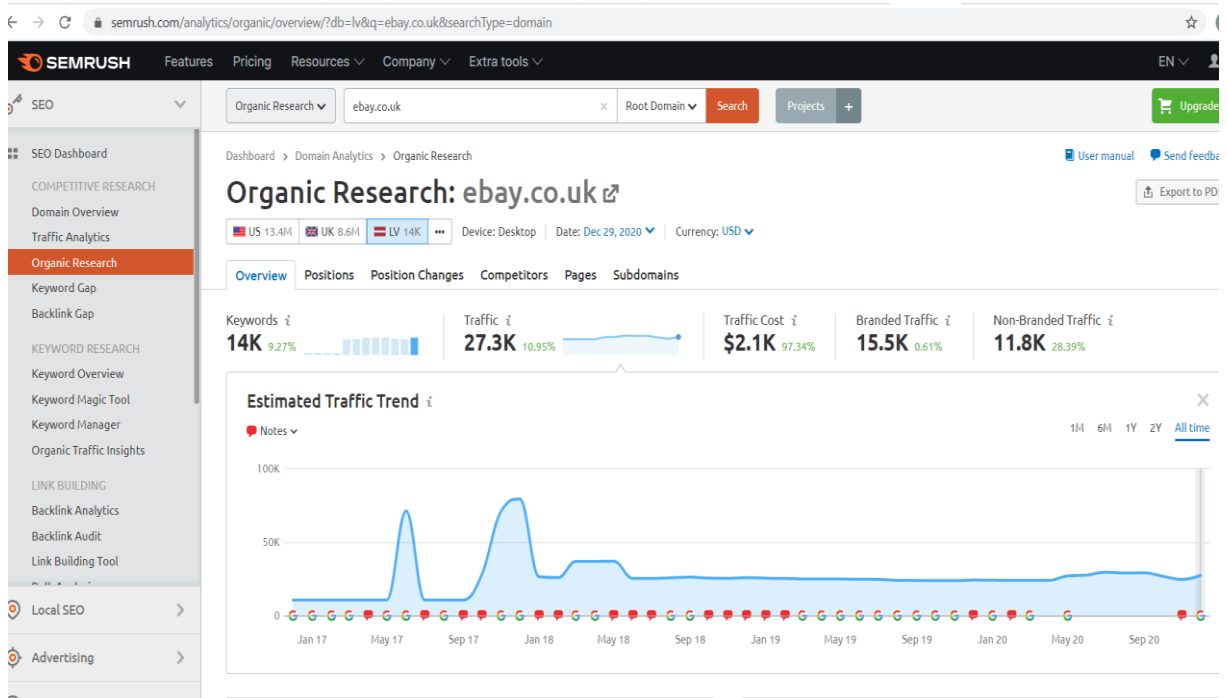 semrush.com/analytics/organic/overview/?db=lv&q=ebay.co.uk&searchType=domain
SEMRUSH Features Pricing Resources Company Extra tools EN
SEO
Organic Research ebay.co.uk × Root Domain Search Projects + Upgrade
SEO Dashboard
COMPETITIVE RESEARCH
Domain Overview
Traffic Analytics
Organic Research
Keyword Gap
Backlink Gap
KEYWORD RESEARCH
Keyword Overview
Keyword Magic Tool
Keyword Manager
Organic Traffic Insights
LINK BUILDING
Backlink Analytics
Backlink Audit
Link Building Tool
Local SEO
Advertising
Dashboard > Domain Analytics > Organic Research
User manual Send feedba
Organic Research: ebay.co.uk
Export to PD
US 13.4M UK 8.6M LV 14K ••• Device: Desktop Date: Dec 29, 2020 Currency: USD
Overview Positions Position Changes Competitors Pages Subdomains
Keywords i Traffic i Traffic Cost i Branded Traffic i Non-Branded Traffic i
14K 9.27% 27.3K 10.95% $2.1K 97.34% 15.5K 0.61% 11.8K 28.39%
Estimated Traffic Trend i
Notes
1M 6M 1Y 2Y All time
100K
50K
0
Jan 17 May 17 Sep 17 Jan 18 May 18 Sep 18 Jan 19 May 19 Sep 19 Jan 20 May 20 Sep 20